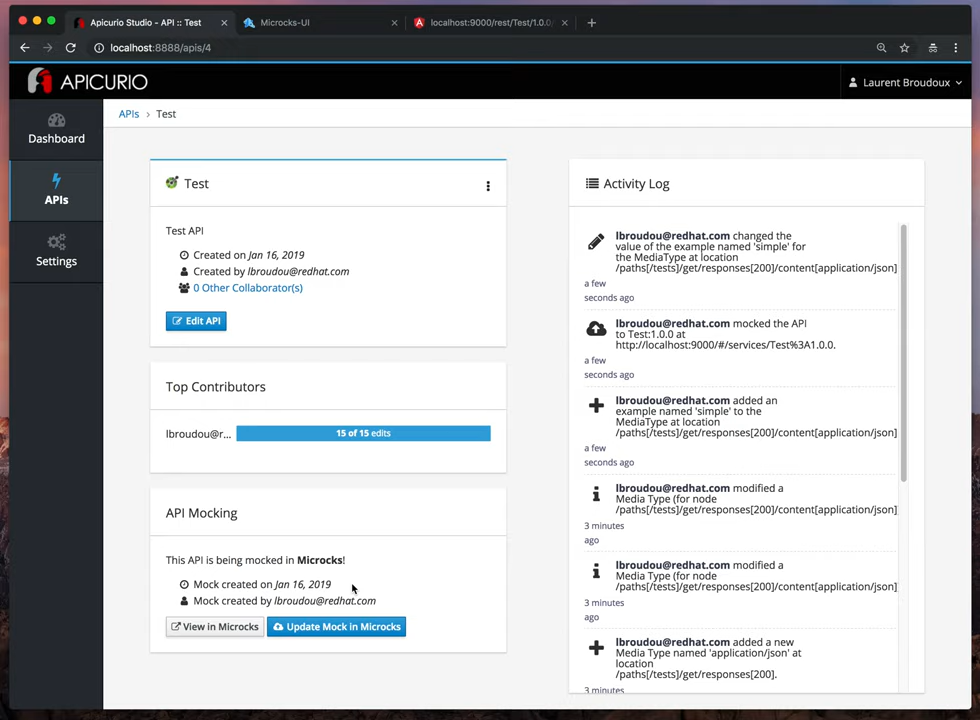 Apicurio Studio - API :: Test
Microcks-UI
localhost:9000/rest/Test/1.0.0/
localhost:8888/apis/4
APICURIO
Laurent Broudoux
Dashboard
APIs
Settings
APIs › Test
Test
Test API
Created on Jan 16, 2019
Created by lbroudou@redhat.com
0 Other Collaborator(s)
Edit API
Top Contributors
lbroudou@r...
15 of 15 edits
API Mocking
This API is being mocked in Microcks!
Mock created on Jan 16, 2019
Mock created by lbroudou@redhat.com
View in Microcks
Update Mock in Microcks
Activity Log
lbroudou@redhat.com changed the
value of the example named 'simple' for
the MediaType at location
/paths[/tests]/get/responses[200]/content[application/json]
a few
seconds ago
lbroudou@redhat.com mocked the API
to Test:1.0.0 at
http://localhost:9000/#/services/Test%3A1.0.0.
a few
seconds ago
lbroudou@redhat.com added an
example named 'simple' to the
MediaType at location
/paths[/tests]/get/responses[200]/content[application/json]
a few
seconds ago
lbroudou@redhat.com modified a
Media Type (for node
/paths[/tests]/get/responses[200]/content[application/json]
3 minutes
ago
lbroudou@redhat.com modified a
Media Type (for node
/paths[/tests]/get/responses[200]/content[application/json]
3 minutes
ago
lbroudou@redhat.com added a new
Media Type named 'application/json' at
location
/paths[/tests]/get/responses[200].
3 minutes